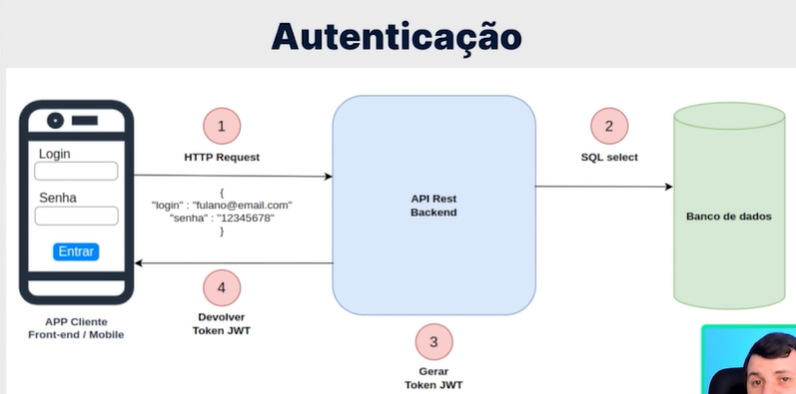 Autenticação
1
HTTP Request
2
SQL select
Login
Senha
Entrar
{
"login" : "fulano@email.com"
"senha" : "12345678"
}
API Rest
Backend
Banco de dados
4
Devolver
Token JWT
APP Cliente
Front-end / Mobile
3
Gerar
Token JWT